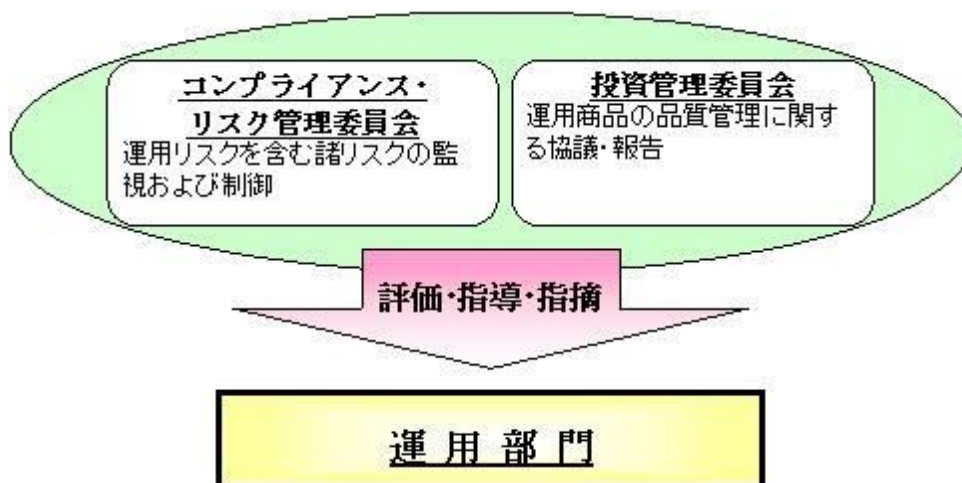 コンプライアンス・
リスク管理委員会
運用リスクを含む諸リスクの監
視および制御
投資管理委員会
運用商品の品質管理に関す
る協議・報告
評価・指導・指摘
運用部門